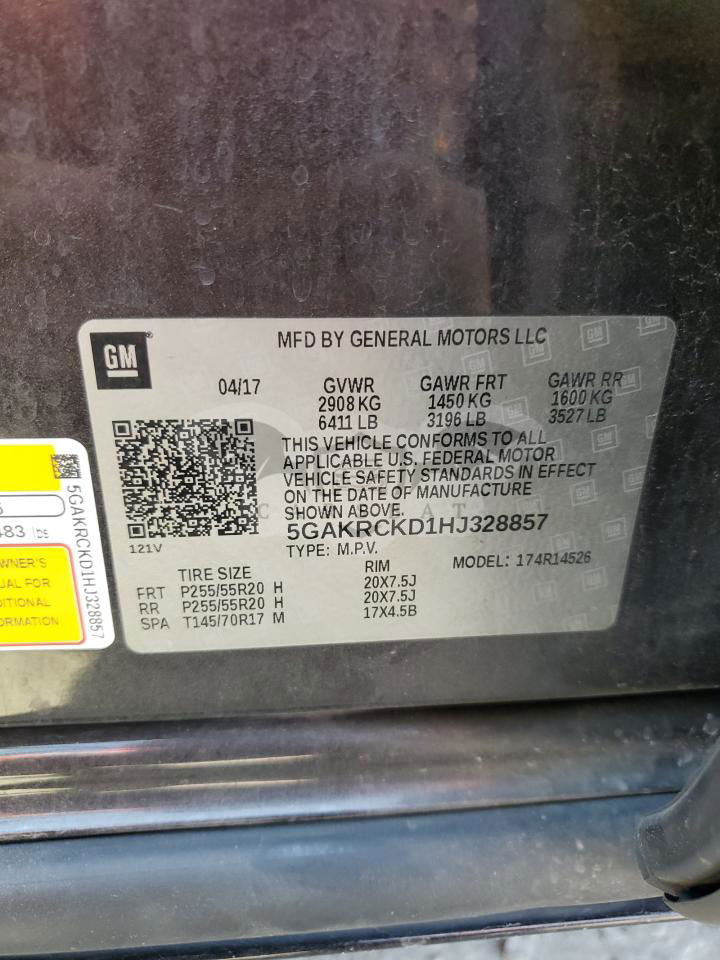 GM
MFD BY GENERAL MOTORS LLC
04/17 GVWR GAWR FRT GAWR RR
2908 KG 1450 KG 1600 KG
6411 LB 3196 LB 3527 LB
THIS VEHICLE CONFORMS TO ALL
APPLICABLE U.S. FEDERAL MOTOR
VEHICLE SAFETY STANDARDS IN EFFECT
ON THE DATE OF MANUFACTURE
SHOWN ABOVE.
5GAKRCKD1HJ328857
121V
TYPE: M.P.V. MODEL: 174R14526
TIRE SIZE RIM
FRT P255/55R20 H 20X7.5J
RR P255/55R20 H 20X7.5J
SPA T145/70R17 M 17X4.5B
5GAKRCKD1HJ328857
483 lbs